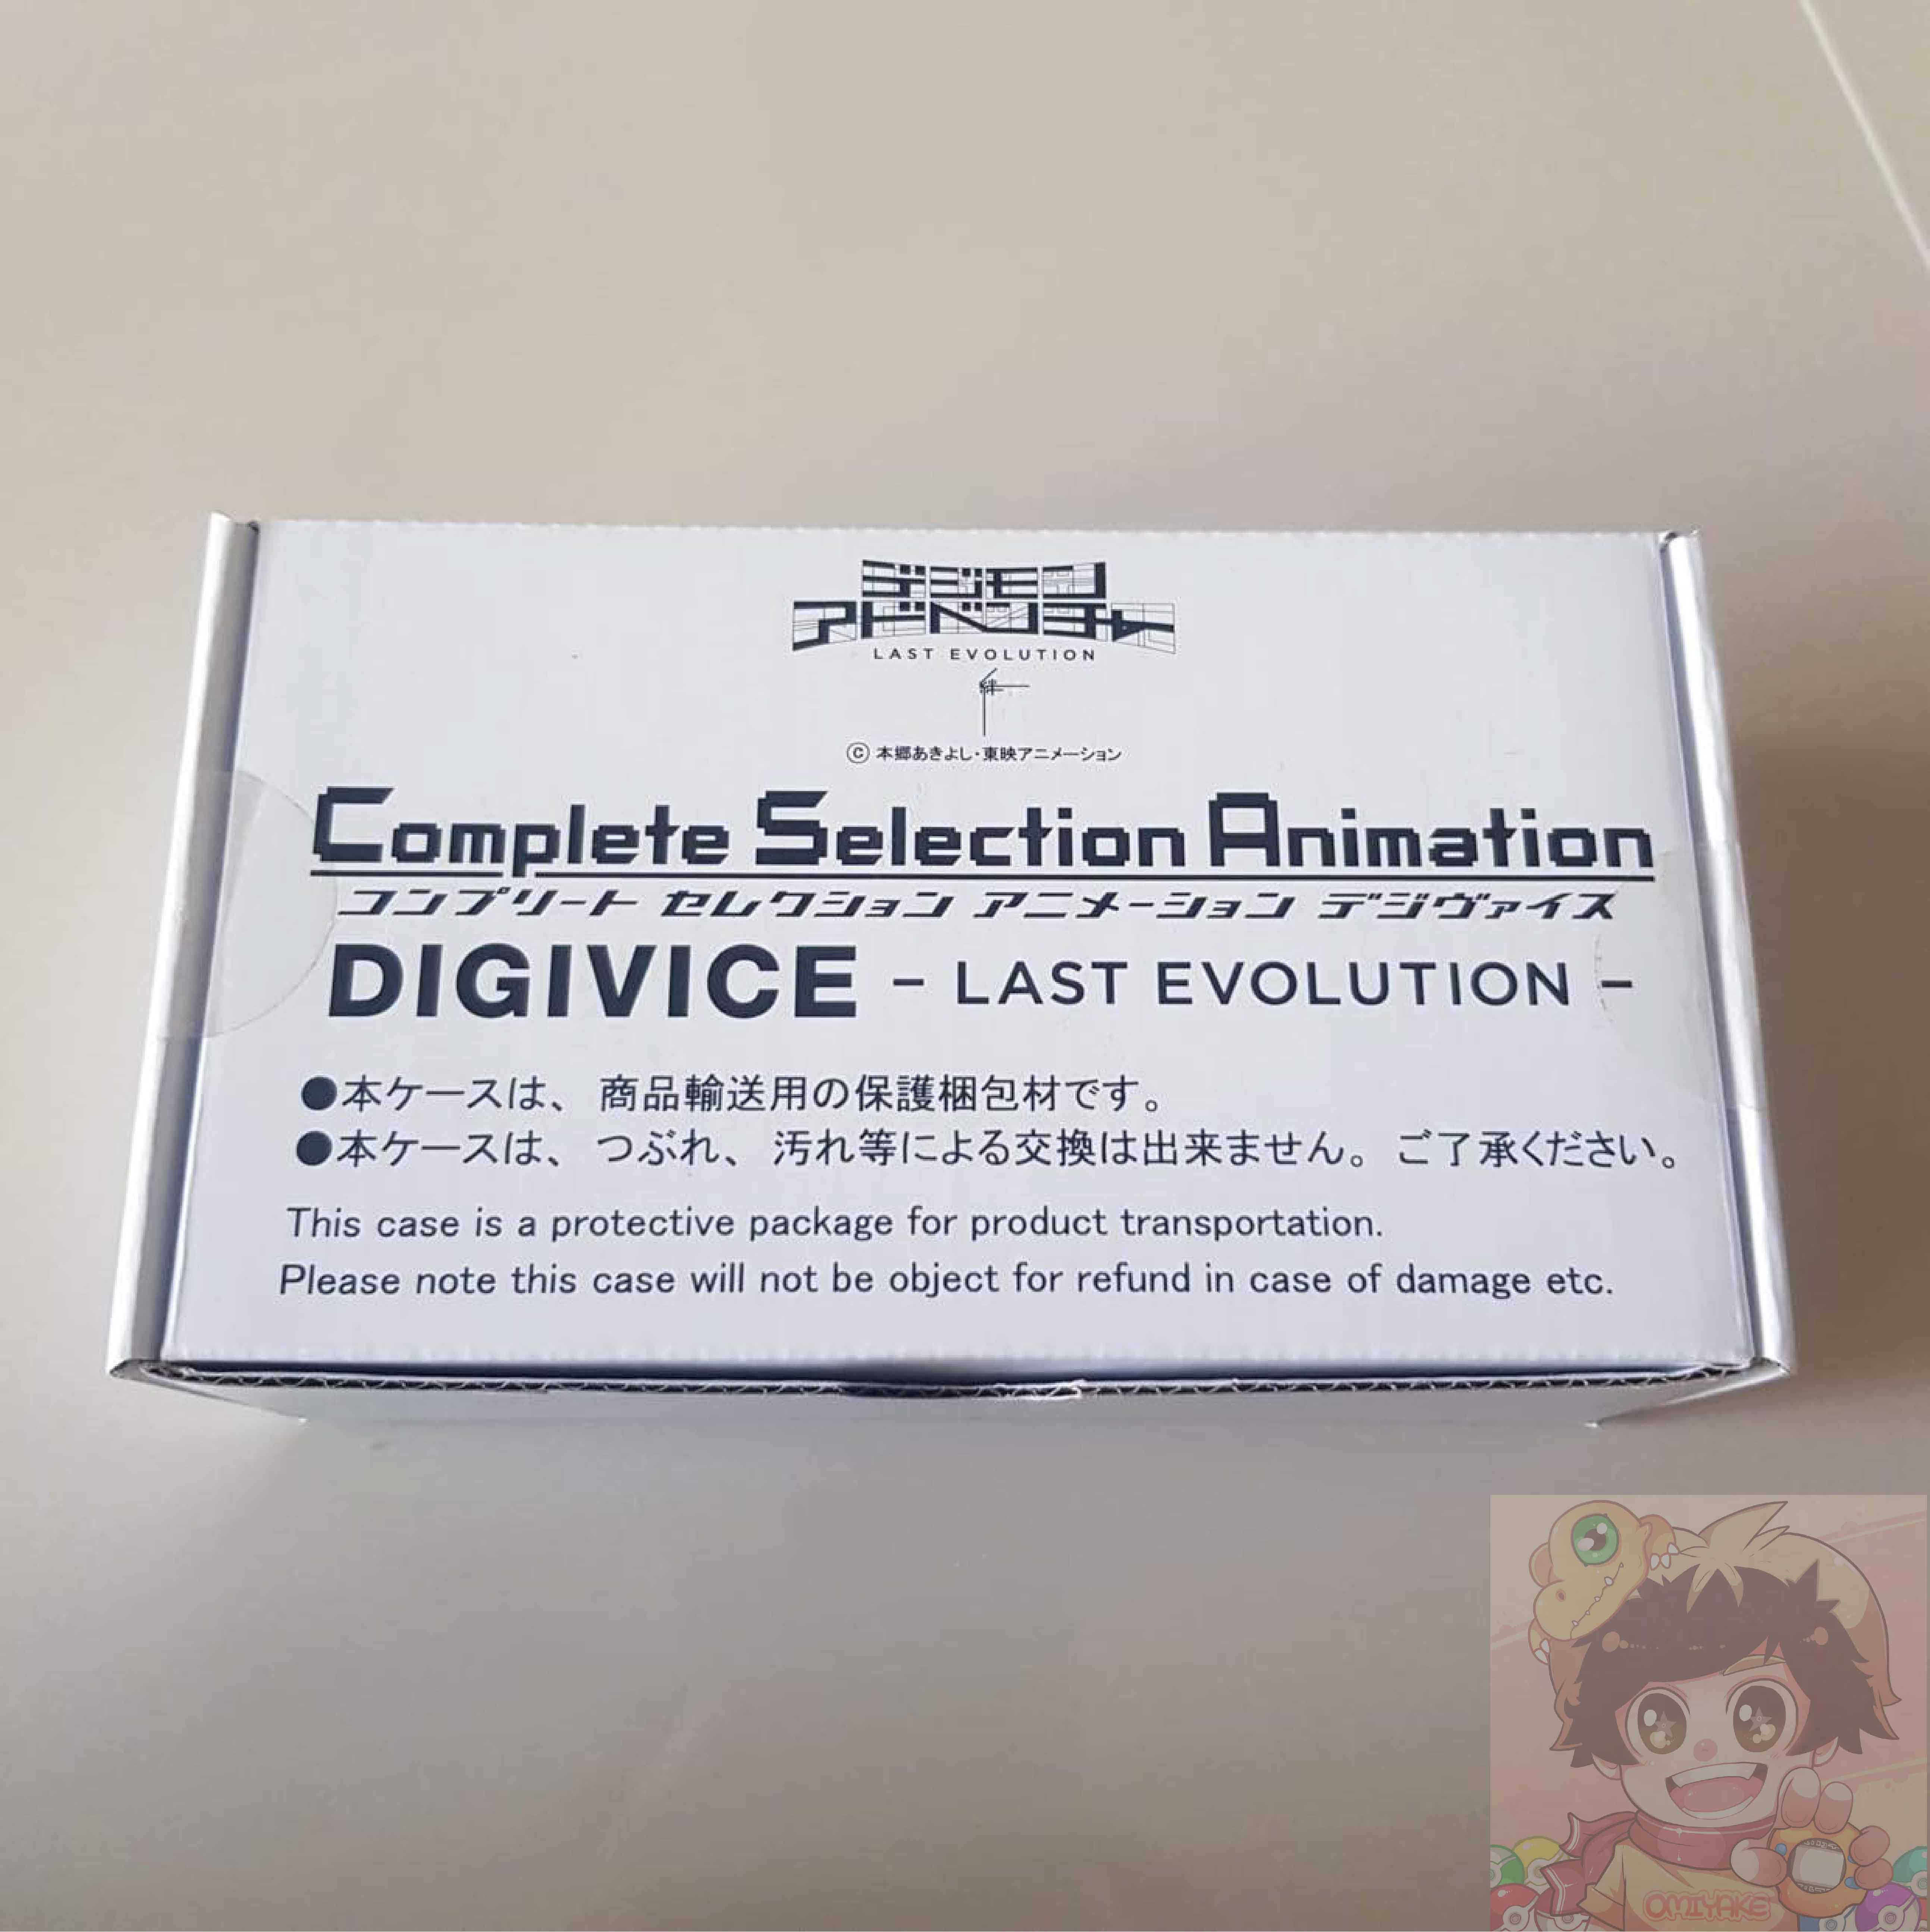 デジモン
アドベンチャー
LAST EVOLUTION
絆
© 本郷あきよし・東映アニメーション
Complete Selection Animation
コンプリート セレクション アニメーション デジヴァイス
DIGIVICE - LAST EVOLUTION -
●本ケースは、商品輸送用の保護梱包材です。
●本ケースは、つぶれ、汚れ等による交換は出来ません。ご了承ください。
This case is a protective package for product transportation.
Please note this case will not be object for refund in case of damage etc.
OMIYAKE